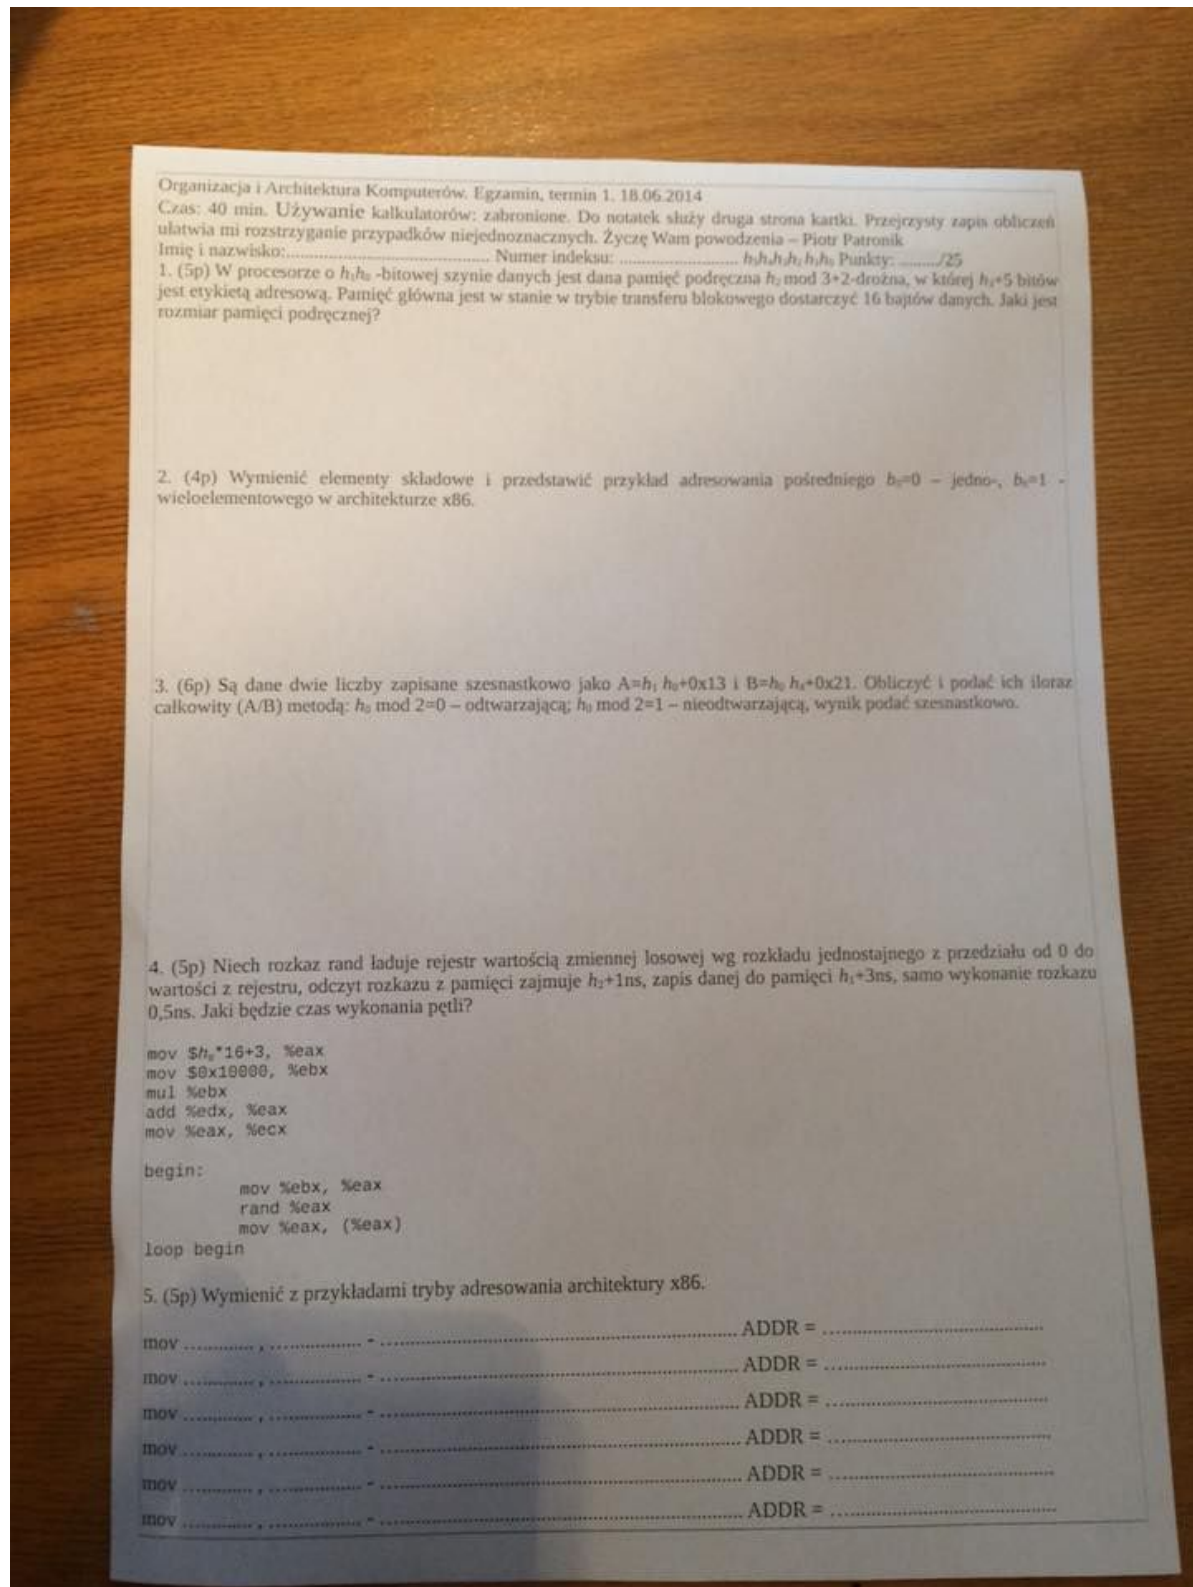 Organizacja i Architektura Komputerów. Egzamin, termin 1. 18.06.2014
Czas: 40 min. Używanie kalkulatorów: zabronione. Do notatek służy druga strona kartki. Przejrzysty zapis obliczeń
ułatwia mi rozstrzyganie przypadków niejednoznacznych. Życzę Wam powodzenia – Piotr Patronik
Imię i nazwisko:.................................................. Numer indeksu: ............................. h₅h₄h₃h₂ h₁h₀ Punkty: ........./25
1. (5p) W procesorze o h₁h₀ -bitowej szynie danych jest dana pamięć podręczna h₂ mod 3+2-drożna, w której bitów
jest etykietą adresową. Pamięć główna jest w stanie w trybie transferu blokowego dostarczyć 16 bajtów danych. Jaki jest
rozmiar pamięci podręcznej?
2. (4p) Wymienić elementy składowe i przedstawić przykład adresowania pośredniego – jedno-, -
wieloelementowego w architekturze x86.
3. (6p) Są dane dwie liczby zapisane szesnastkowo jako A=h₁ h₀+0x13 i B=h₀ h₄+0x21. Obliczyć i podać ich iloraz
całkowity (A/B) metodą: h₀ mod 2=0 – odtwarzającą; h₀ mod 2=1 – nieodtwarzającą, wynik podać szesnastkowo.
4. (5p) Niech rozkaz rand ładuje rejestr wartością zmiennej losowej wg rozkładu jednostajnego z przedziału od 0 do
wartości z rejestru, odczyt rozkazu z pamięci zajmuje h₂+1ns, zapis danej do pamięci h₁+3ns, samo wykonanie rozkazu
0,5ns. Jaki będzie czas wykonania pętli?
mov $h₀*16+3, %eax
mov $0x10000, %ebx
mul %ebx
add %edx, %eax
mov %eax, %ecx
begin:
mov %ebx, %eax
rand %eax
mov %eax, (%eax)
loop begin
5. (5p) Wymienić z przykładami tryby adresowania architektury x86.
mov ............. , ................. - .................................................................... ADDR = .........................................
mov ............. , ................. - .................................................................... ADDR = .........................................
mov ............. , ................. - .................................................................... ADDR = .........................................
mov ............. , ................. - .................................................................... ADDR = .........................................
mov ............. , ................. - .................................................................... ADDR = .........................................
mov ............. , ................. - .................................................................... ADDR = .........................................